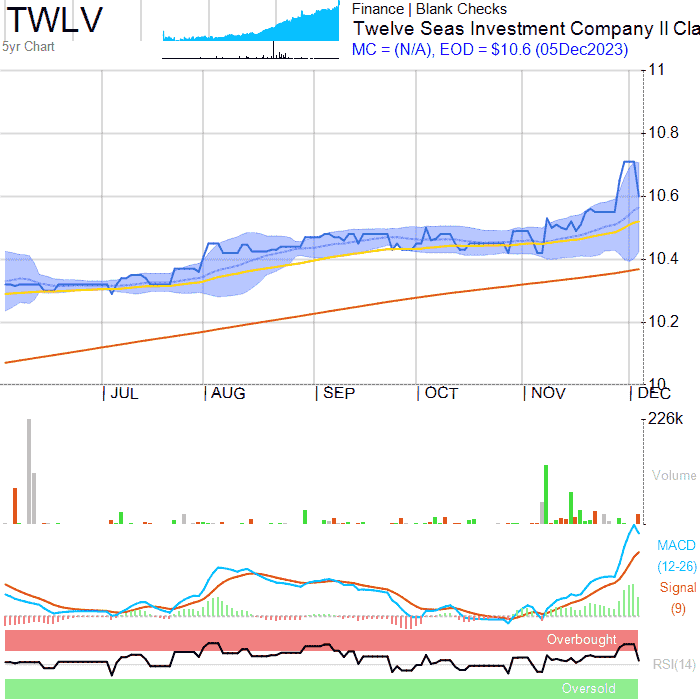 TWLV
5yr Chart
Finance | Blank Checks
Twelve Seas Investment Company II Cla
MC = (N/A), EOD = $10.6 (05Dec2023)
11
10.8
10.6
10.4
10.2
10
JUL
AUG
SEP
OCT
NOV
DEC
226k
Volume
MACD
(12-26)
Signal
(9)
Overbought
RSI(14)
Oversold